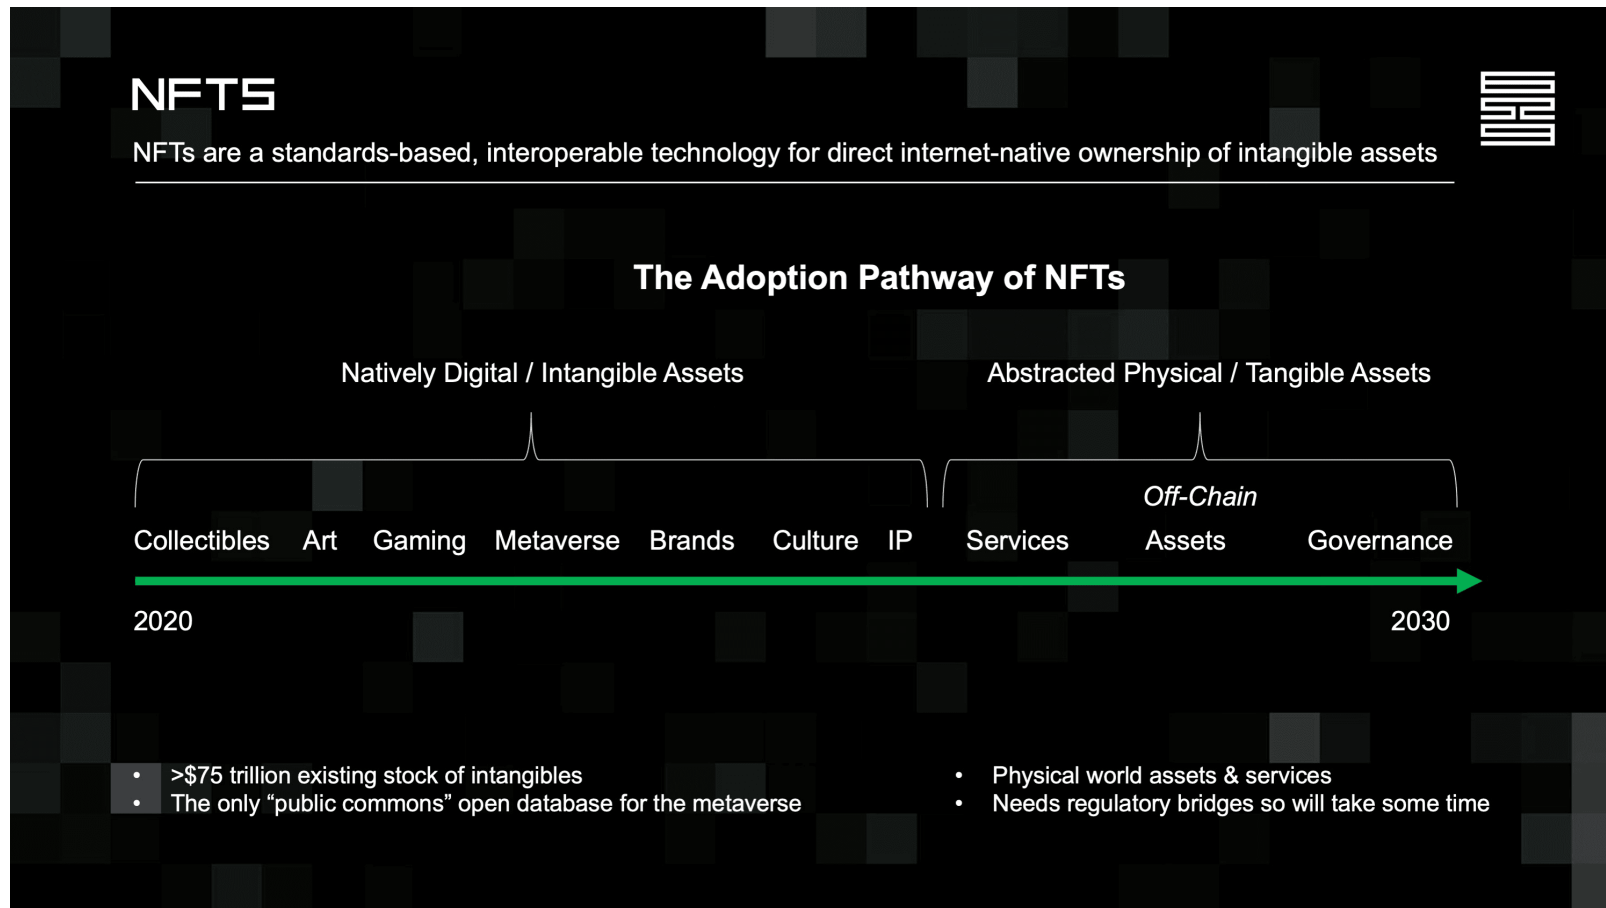 NFTS
NFTs are a standards-based, interoperable technology for direct internet-native ownership of intangible assets
The Adoption Pathway of NFTs
Natively Digital / Intangible Assets
Abstracted Physical / Tangible Assets
Off-Chain
Collectibles Art Gaming Metaverse Brands Culture IP Services Assets Governance
2020 2030
• >$75 trillion existing stock of intangibles
• The only “public commons” open database for the metaverse
• Physical world assets & services
• Needs regulatory bridges so will take some time